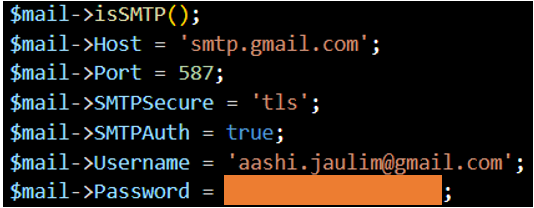 $mail->isSMTP();
$mail->Host = 'smtp.gmail.com';
$mail->Port = 587;
$mail->SMTPSecure = 'tls';
$mail->SMTPAuth = true;
$mail->Username = 'aashi.jaulim@gmail.com';
$mail->Password = ;